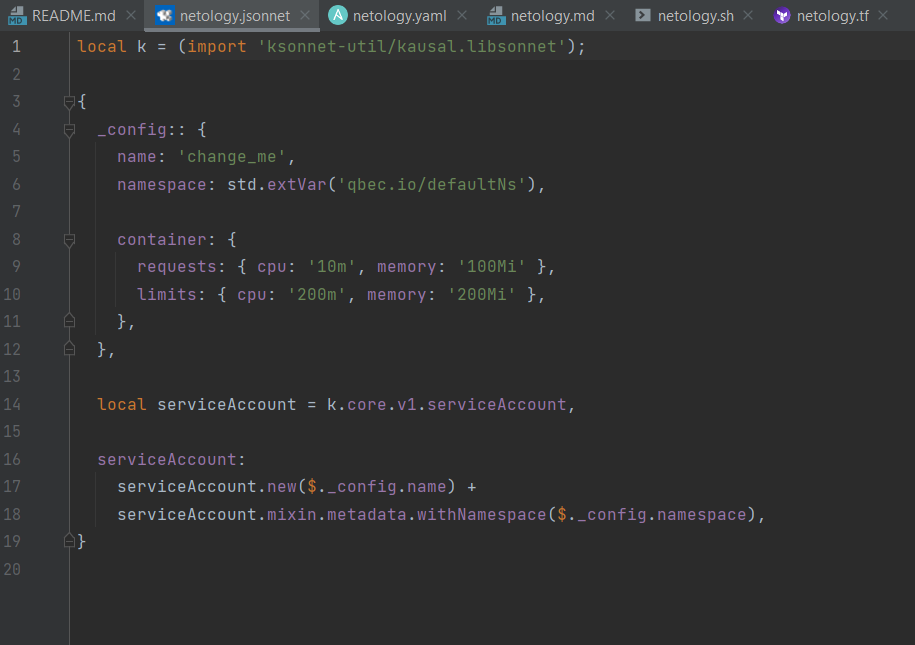 README.md netology.jsonnet netology.yaml netology.md netology.sh netology.tf
1 local k = (import 'ksonnet-util/kausal.libsonnet');
2
3 {
4   _config:: {
5     name: 'change_me',
6     namespace: std.extVar('qbec.io/defaultNs'),
7
8     container: {
9       requests: { cpu: '10m', memory: '100Mi' },
10       limits: { cpu: '200m', memory: '200Mi' },
11     },
12   },
13
14   local serviceAccount = k.core.v1.serviceAccount,
15
16   serviceAccount:
17     serviceAccount.new($._config.name) +
18     serviceAccount.mixin.metadata.withNamespace($._config.namespace),
19 }
20